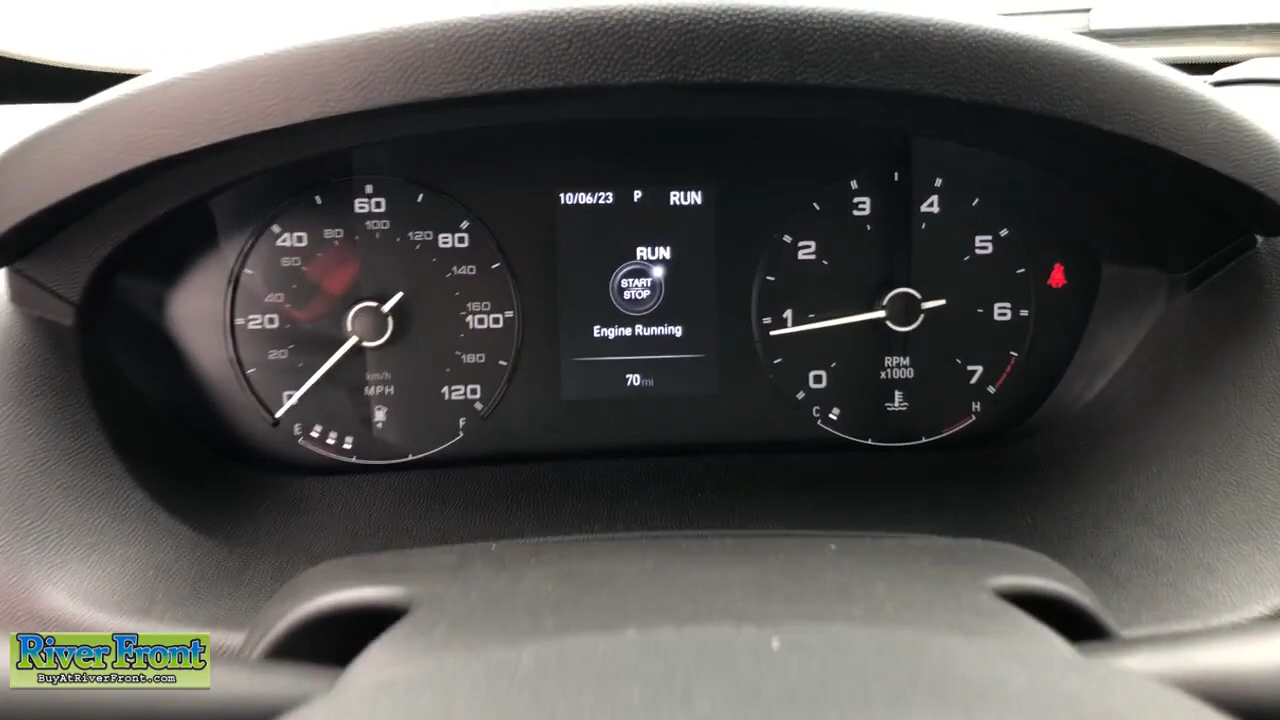 10/06/23 P RUN
RUN
START
STOP
Engine Running
70 mi
0
20
40
60
80
100
120
20
40
60
80
100
120
140
160
180
km/h
MPH
E F
0
1
2
3
4
5
6
7
RPM
x1000
C H
River Front
BuyAtRiverFront.com